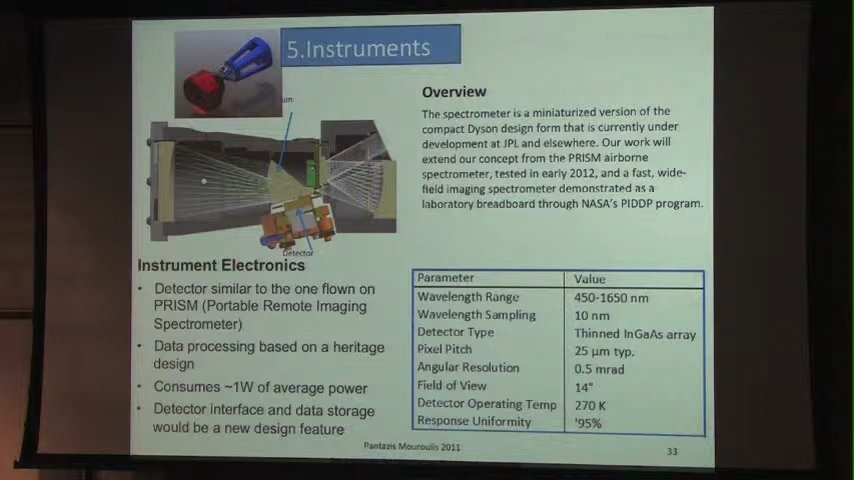 5.Instruments
um
Detector
Overview
The spectrometer is a miniaturized version of the
compact Dyson design form that is currently under
development at JPL and elsewhere. Our work will
extend our concept from the PRISM airborne
spectrometer, tested in early 2012, and a fast, wide-
field imaging spectrometer demonstrated as a
laboratory breadboard through NASA's PIDDP program.
Instrument Electronics
• Detector similar to the one flown on
PRISM (Portable Remote Imaging
Spectrometer)
• Data processing based on a heritage
design
• Consumes ~1W of average power
• Detector interface and data storage
would be a new design feature
Parameter Value
Wavelength Range 450-1650 nm
Wavelength Sampling 10 nm
Detector Type Thinned InGaAs array
Pixel Pitch 25 µm typ.
Angular Resolution 0.5 mrad
Field of View 14°
Detector Operating Temp 270 K
Response Uniformity '95%
Pantazis Mouroulis 2011
33